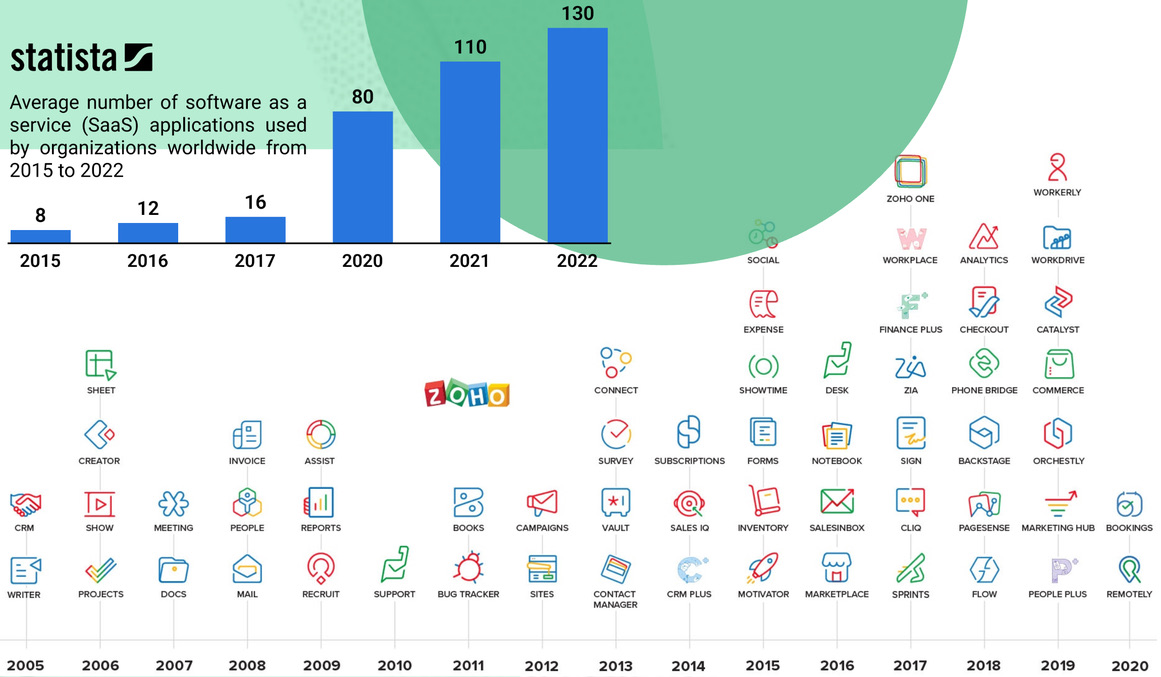 statista
Average number of software as a
service (SaaS) applications used
by organizations worldwide from
2015 to 2022
8
12
16
80
110
130
2015
2016
2017
2020
2021
2022
ZOHO ONE
WORKERLY
SOCIAL
WORKPLACE
ANALYTICS
WORKDRIVE
EXPENSE
FINANCE PLUS
CHECKOUT
CATALYST
SHEET
ZOHO
CONNECT
SHOWTIME
DESK
ZIA
PHONE BRIDGE
COMMERCE
CREATOR
INVOICE
ASSIST
SURVEY
SUBSCRIPTIONS
FORMS
NOTEBOOK
SIGN
BACKSTAGE
ORCHESTLY
CRM
SHOW
MEETING
PEOPLE
REPORTS
BOOKS
CAMPAIGNS
VAULT
SALES IQ
INVENTORY
SALESINBOX
CLIQ
PAGESENSE
MARKETING HUB
BOOKINGS
WRITER
PROJECTS
DOCS
MAIL
RECRUIT
SUPPORT
BUG TRACKER
SITES
CONTACT
MANAGER
CRM PLUS
MOTIVATOR
MARKETPLACE
SPRINTS
FLOW
PEOPLE PLUS
REMOTELY
2005
2006
2007
2008
2009
2010
2011
2012
2013
2014
2015
2016
2017
2018
2019
2020